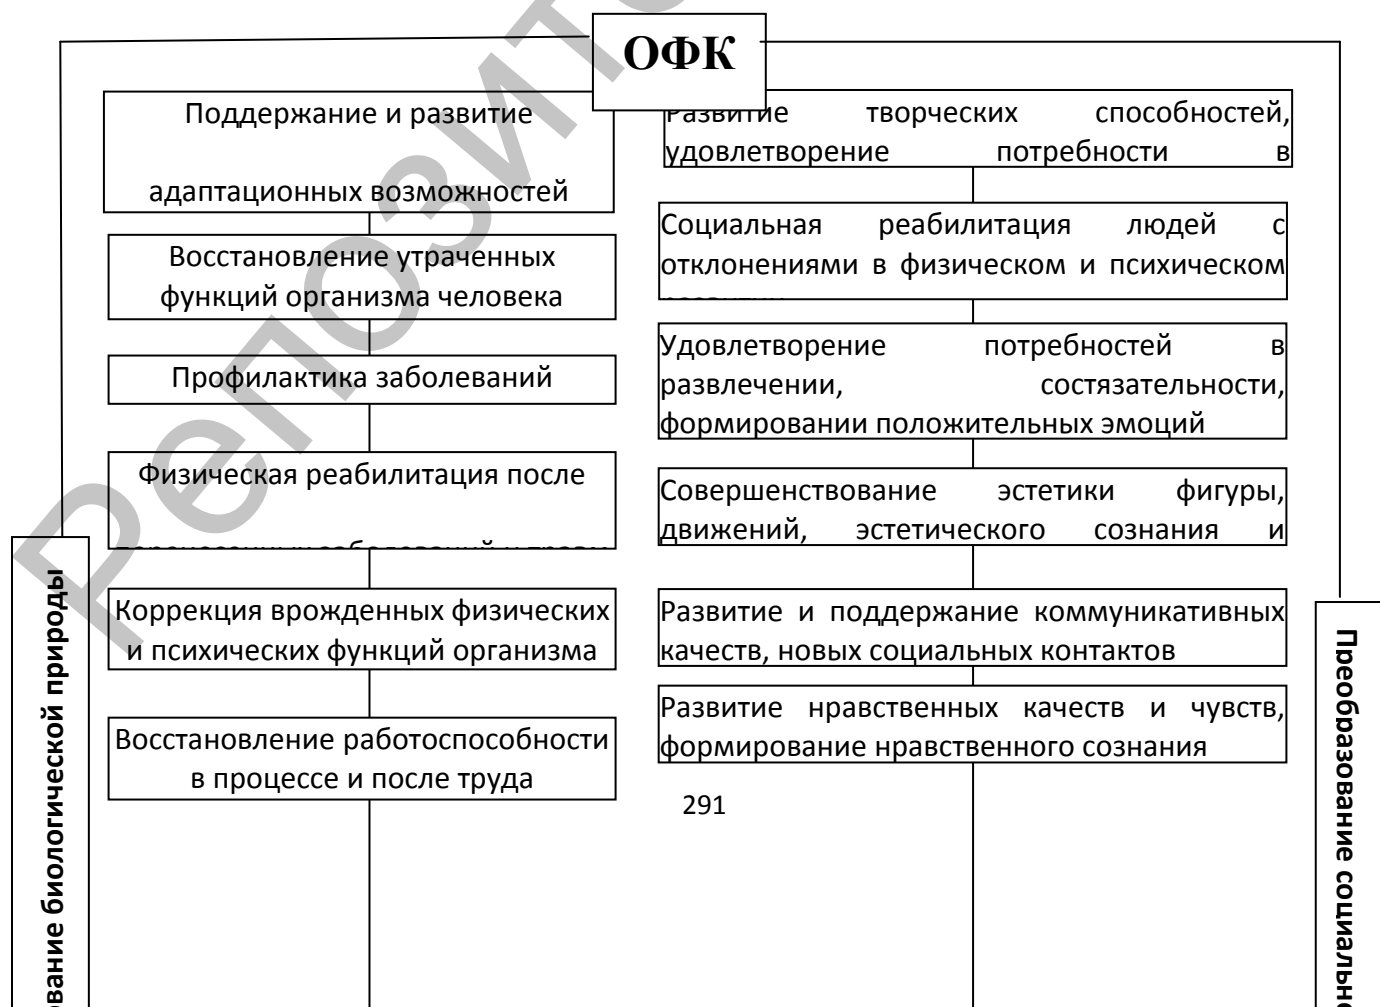 ОФК
Поддержание и развитие
адаптационных возможностей
Восстановление утраченных
функций организма человека
Профилактика заболеваний
Физическая реабилитация после
Коррекция врожденных физических
и психических функций организма
Восстановление работоспособности
в процессе и после труда
Развитие творческих способностей,
удовлетворение потребности в
Социальная реабилитация людей с
отклонениями в физическом и психическом
Удовлетворение потребностей в
развлечении, состязательности,
формировании положительных эмоций
Совершенствование эстетики фигуры,
движений, эстетического сознания и
Развитие и поддержание коммуникативных
качеств, новых социальных контактов
Развитие нравственных качеств и чувств,
формирование нравственного сознания
биологической природы
Преобразование
291